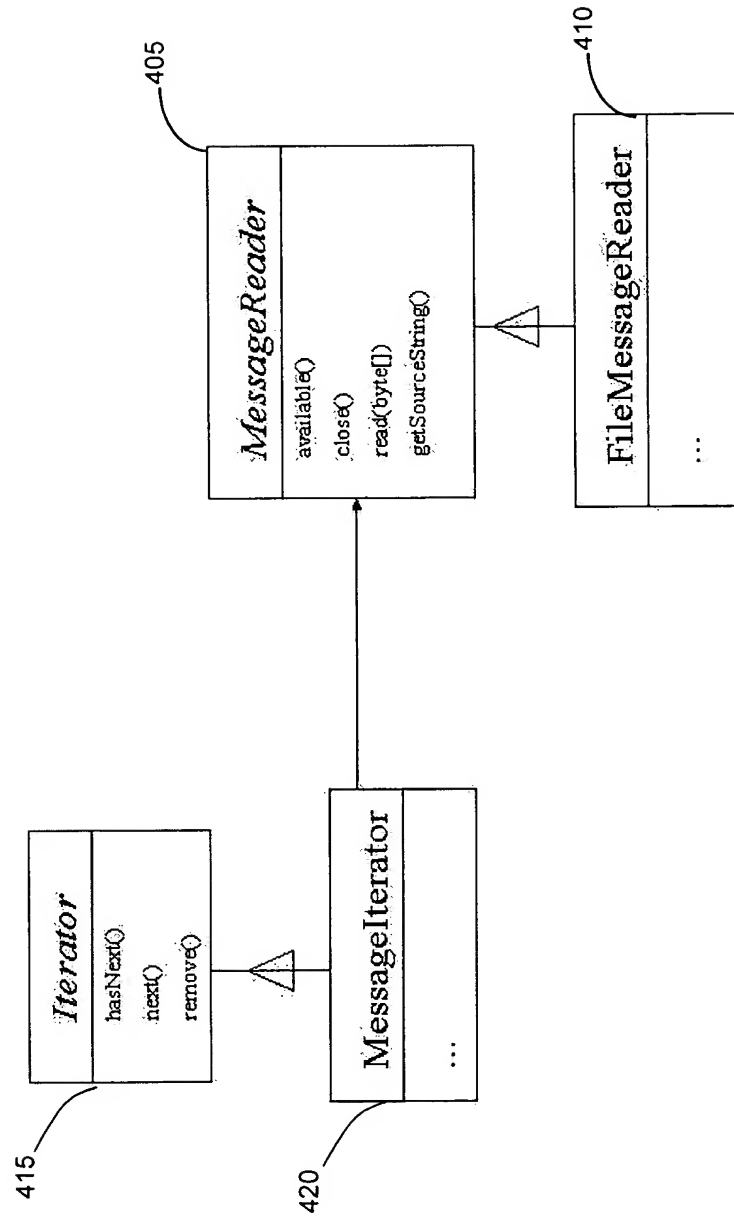 415
Iterator
hasNext()
next()
remove()
420
MessageIterator
...
405
MessageReader
available()
close()
read(byte[])
getSourceString()
410
FileMessageReader
...